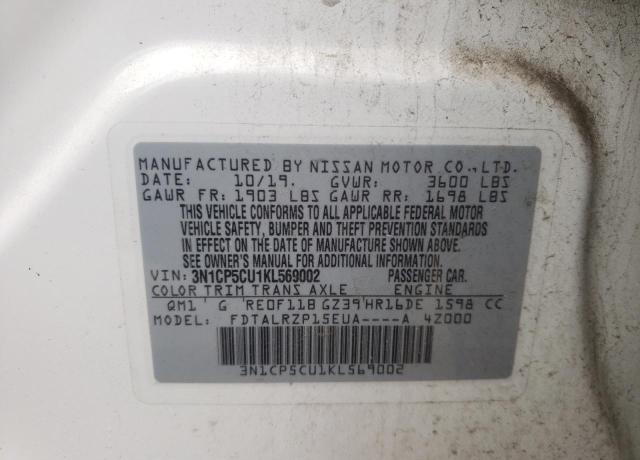 MANUFACTURED BY NISSAN MOTOR CO.,LTD.
DATE: 10/19. GVWR: 3600 LBS
GAWR FR: 1903 LBS GAWR RR: 1698 LBS
THIS VEHICLE CONFORMS TO ALL APPLICABLE FEDERAL MOTOR
VEHICLE SAFETY, BUMPER AND THEFT PREVENTION STANDARDS
IN EFFECT ON THE DATE OF MANUFACTURE SHOWN ABOVE.
SEE OWNER'S MANUAL
VIN: 3N1CP5CU1KL569002 PASSENGER CAR.
COLOR TRIM TRANS AXLE ENGINE
QM1 G RE0F11B GZ39 HR16DE 1598 CC
MODEL: FDTALRZP15EUA----A 4Z000
3N1CP5CU1KL569002